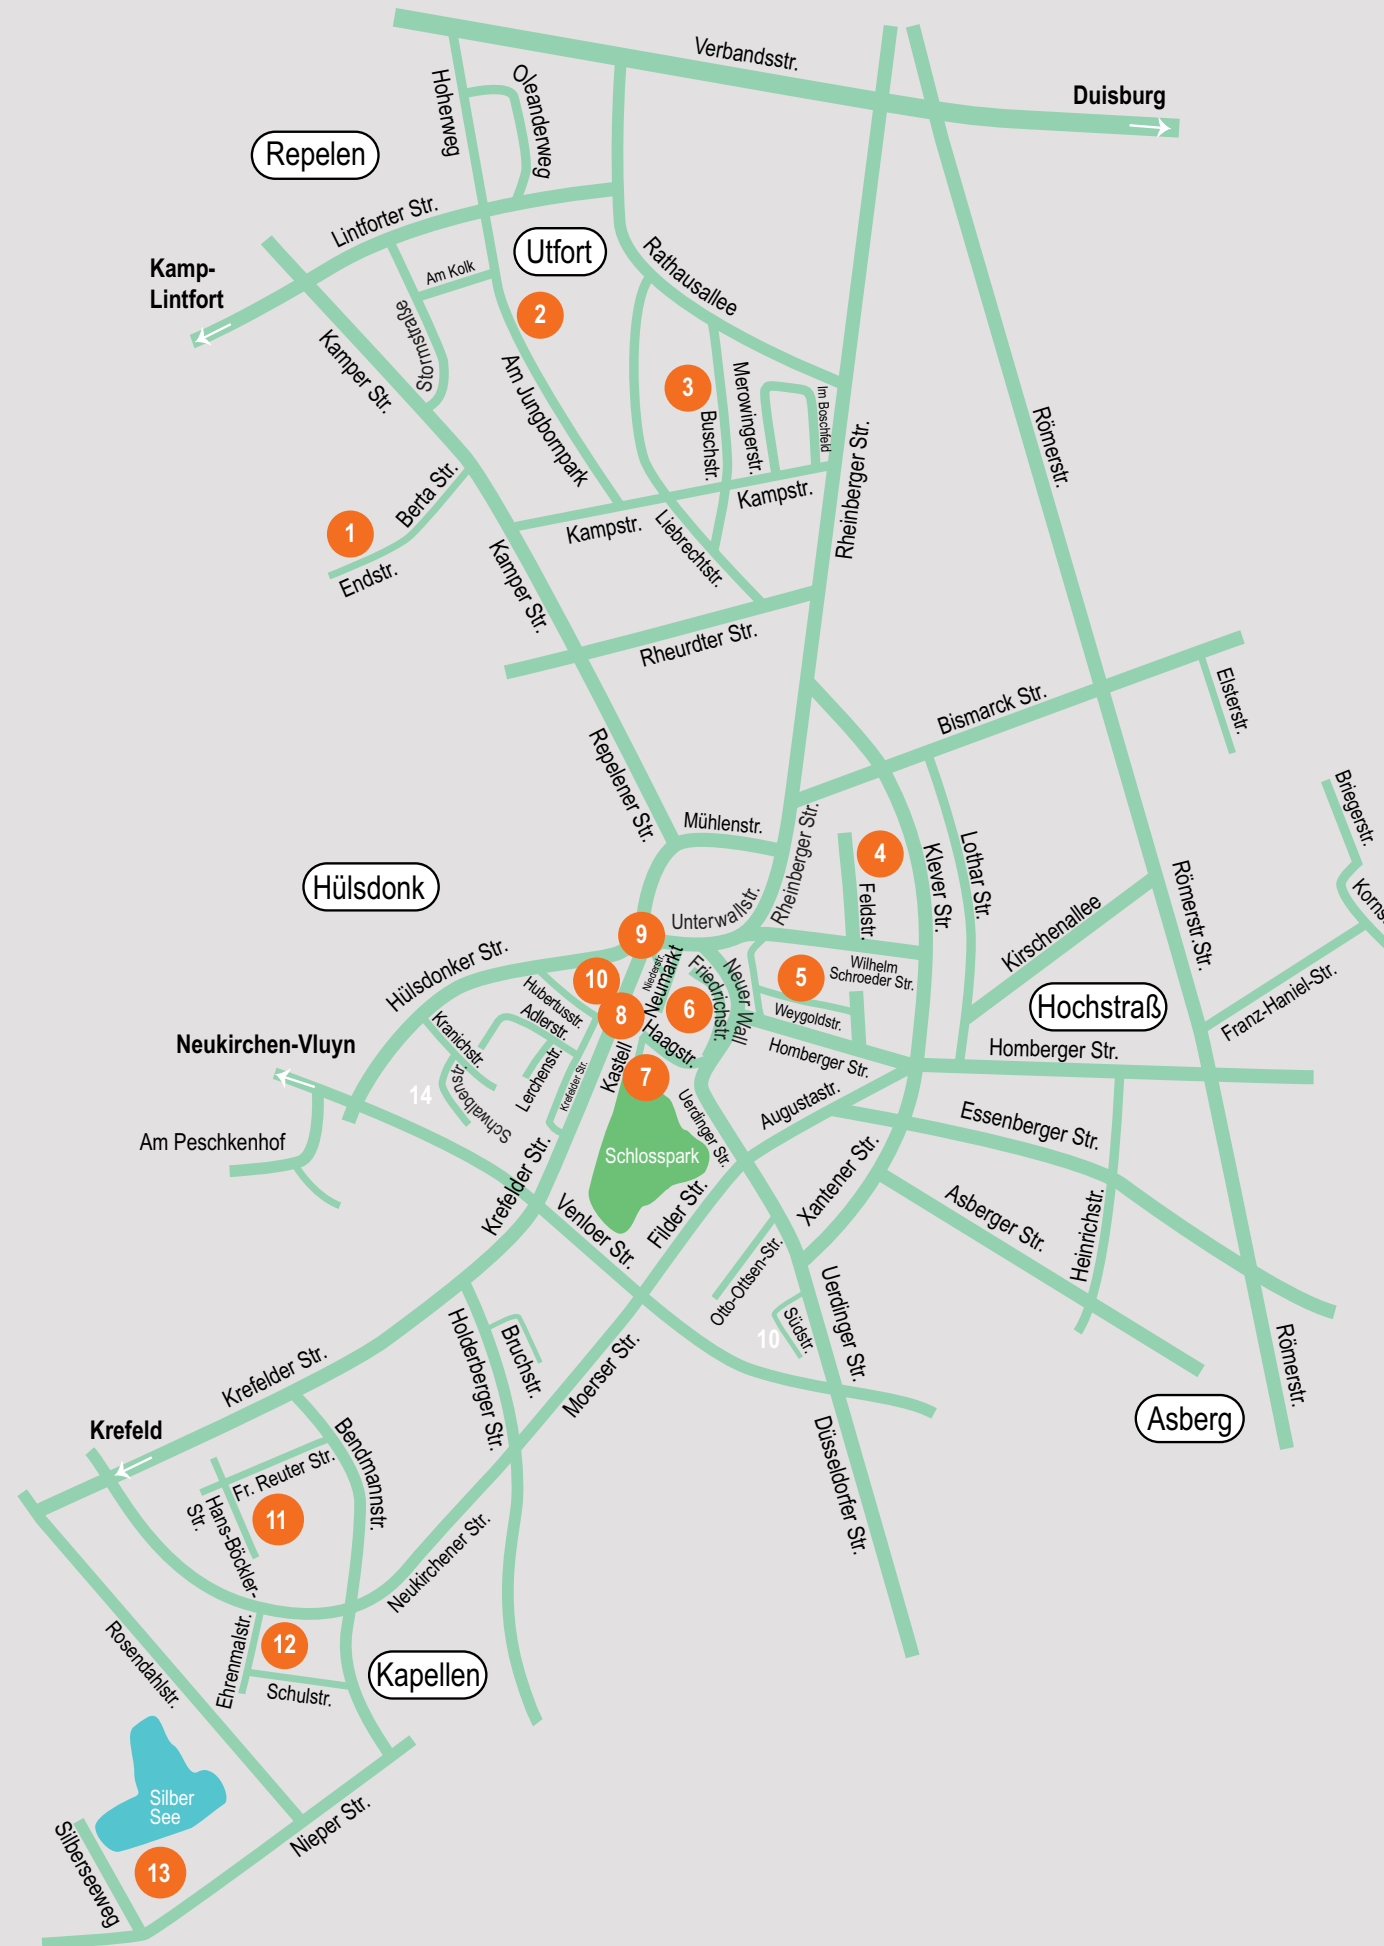 Verbandsstr.
Duisburg
Hoherweg
Oleanderweg
Repelen
Lintforter Str.
Utfort
Kamp-
Lintfort
Am Kolk
Rathausallee
Stormstraße
2
Kamper Str.
Am Jungbornpark
3
Merowingerstr.
Im Boschfeld
Buschstr.
Römerstr.
Rheinberger Str.
Berta Str.
Kampstr.
1
Kampstr.
Liebrechtstr.
Endstr.
Kamper Str.
Rheurdter Str.
Elsterstr.
Bismarck Str.
Repelener Str.
Briegerstr.
Mühlenstr.
Rheinberger Str.
4
Klever Str.
Lothar Str.
Hülsdonk
Feldstr.
Römerstr.Str.
Korns
Unterwallstr.
Kirschenallee
9
Hülsdonker Str.
Niederstr.
Neumarkt
Friedrichstr.
Neuer Wall
Wilhelm
Schroeder Str.
10
5
Hubertusstr.
Hochstraß
Franz-Haniel-Str.
8
6
Weygoldstr.
Adlerstr.
Kranichstr.
Haagstr.
Neukirchen-Vluyn
Homberger Str.
Homberger Str.
Lerchenstr.
Krefelder Str.
Kastell
7
14
Schwalbenstr.
Augustastr.
Uerdinger Str.
Essenberger Str.
Am Peschkenhof
Schlosspark
Krefelder Str.
Xantener Str.
Venloer Str.
Filder Str.
Asberger Str.
Heinrichstr.
Otto-Ottsen-Str.
Südstr.
10
Uerdinger Str.
Holderberger Str.
Bruchstr.
Moerser Str.
Krefelder Str.
Römerstr.
Asberg
Krefeld
Bendmannstr.
Düsseldorfer Str.
Fr. Reuter Str.
Hans-Böckler-
Str.
11
Neukirchener Str.
Rosendahlstr.
Ehrenmalstr.
12
Kapellen
Schulstr.
Silber
See
Nieper Str.
Silberseeweg
13